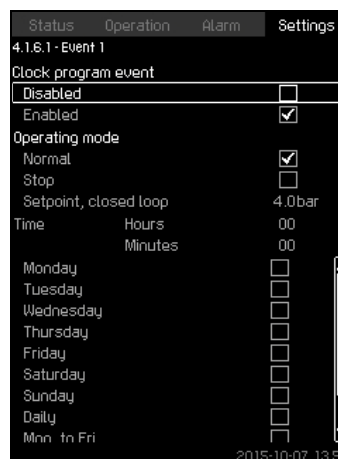 Status Operation Alarm Settings
4.1.6.1 - Event 1
Clock program event
Disabled
Enabled
Operating mode
Normal
Stop
Setpoint, closed loop 4.0bar
Time Hours 00
Minutes 00
Monday
Tuesday
Wednesday
Thursday
Friday
Saturday
Sunday
Daily
Mon. to Fri
2015-10-07